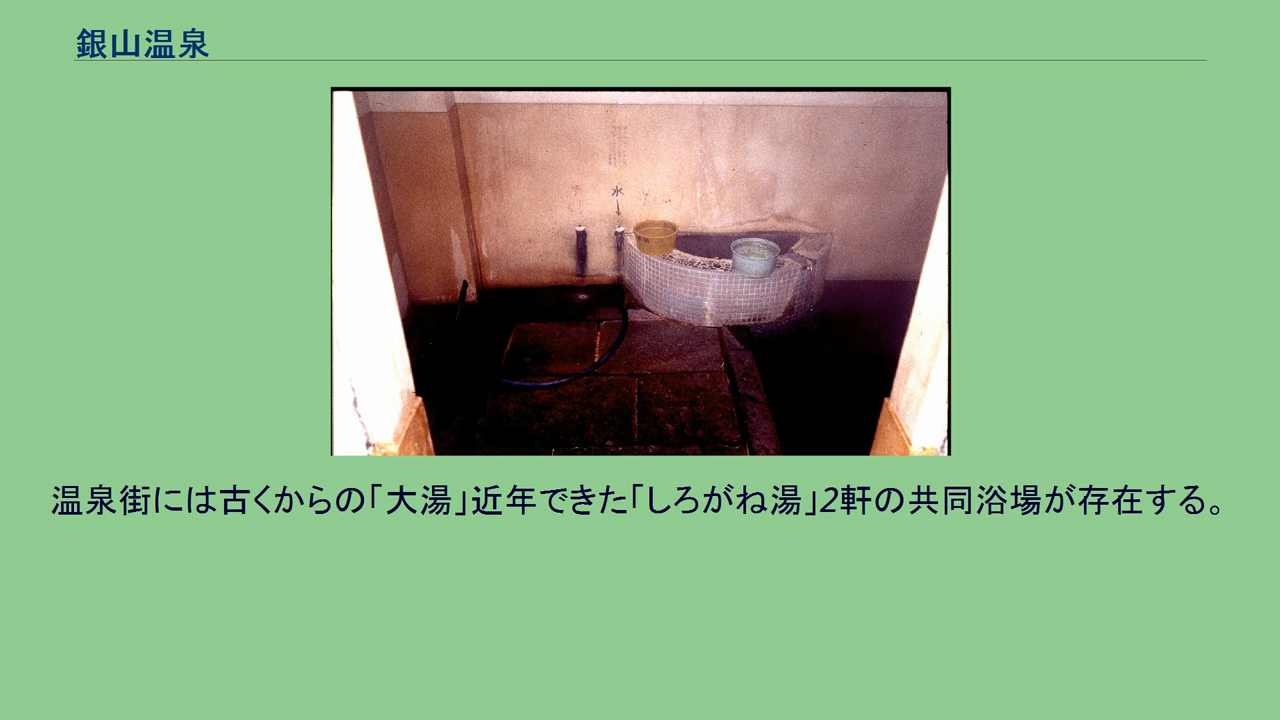 銀山温泉
水
温泉街には古くからの「大湯」近年できた「しろがね湯」2軒の共同浴場が存在する。